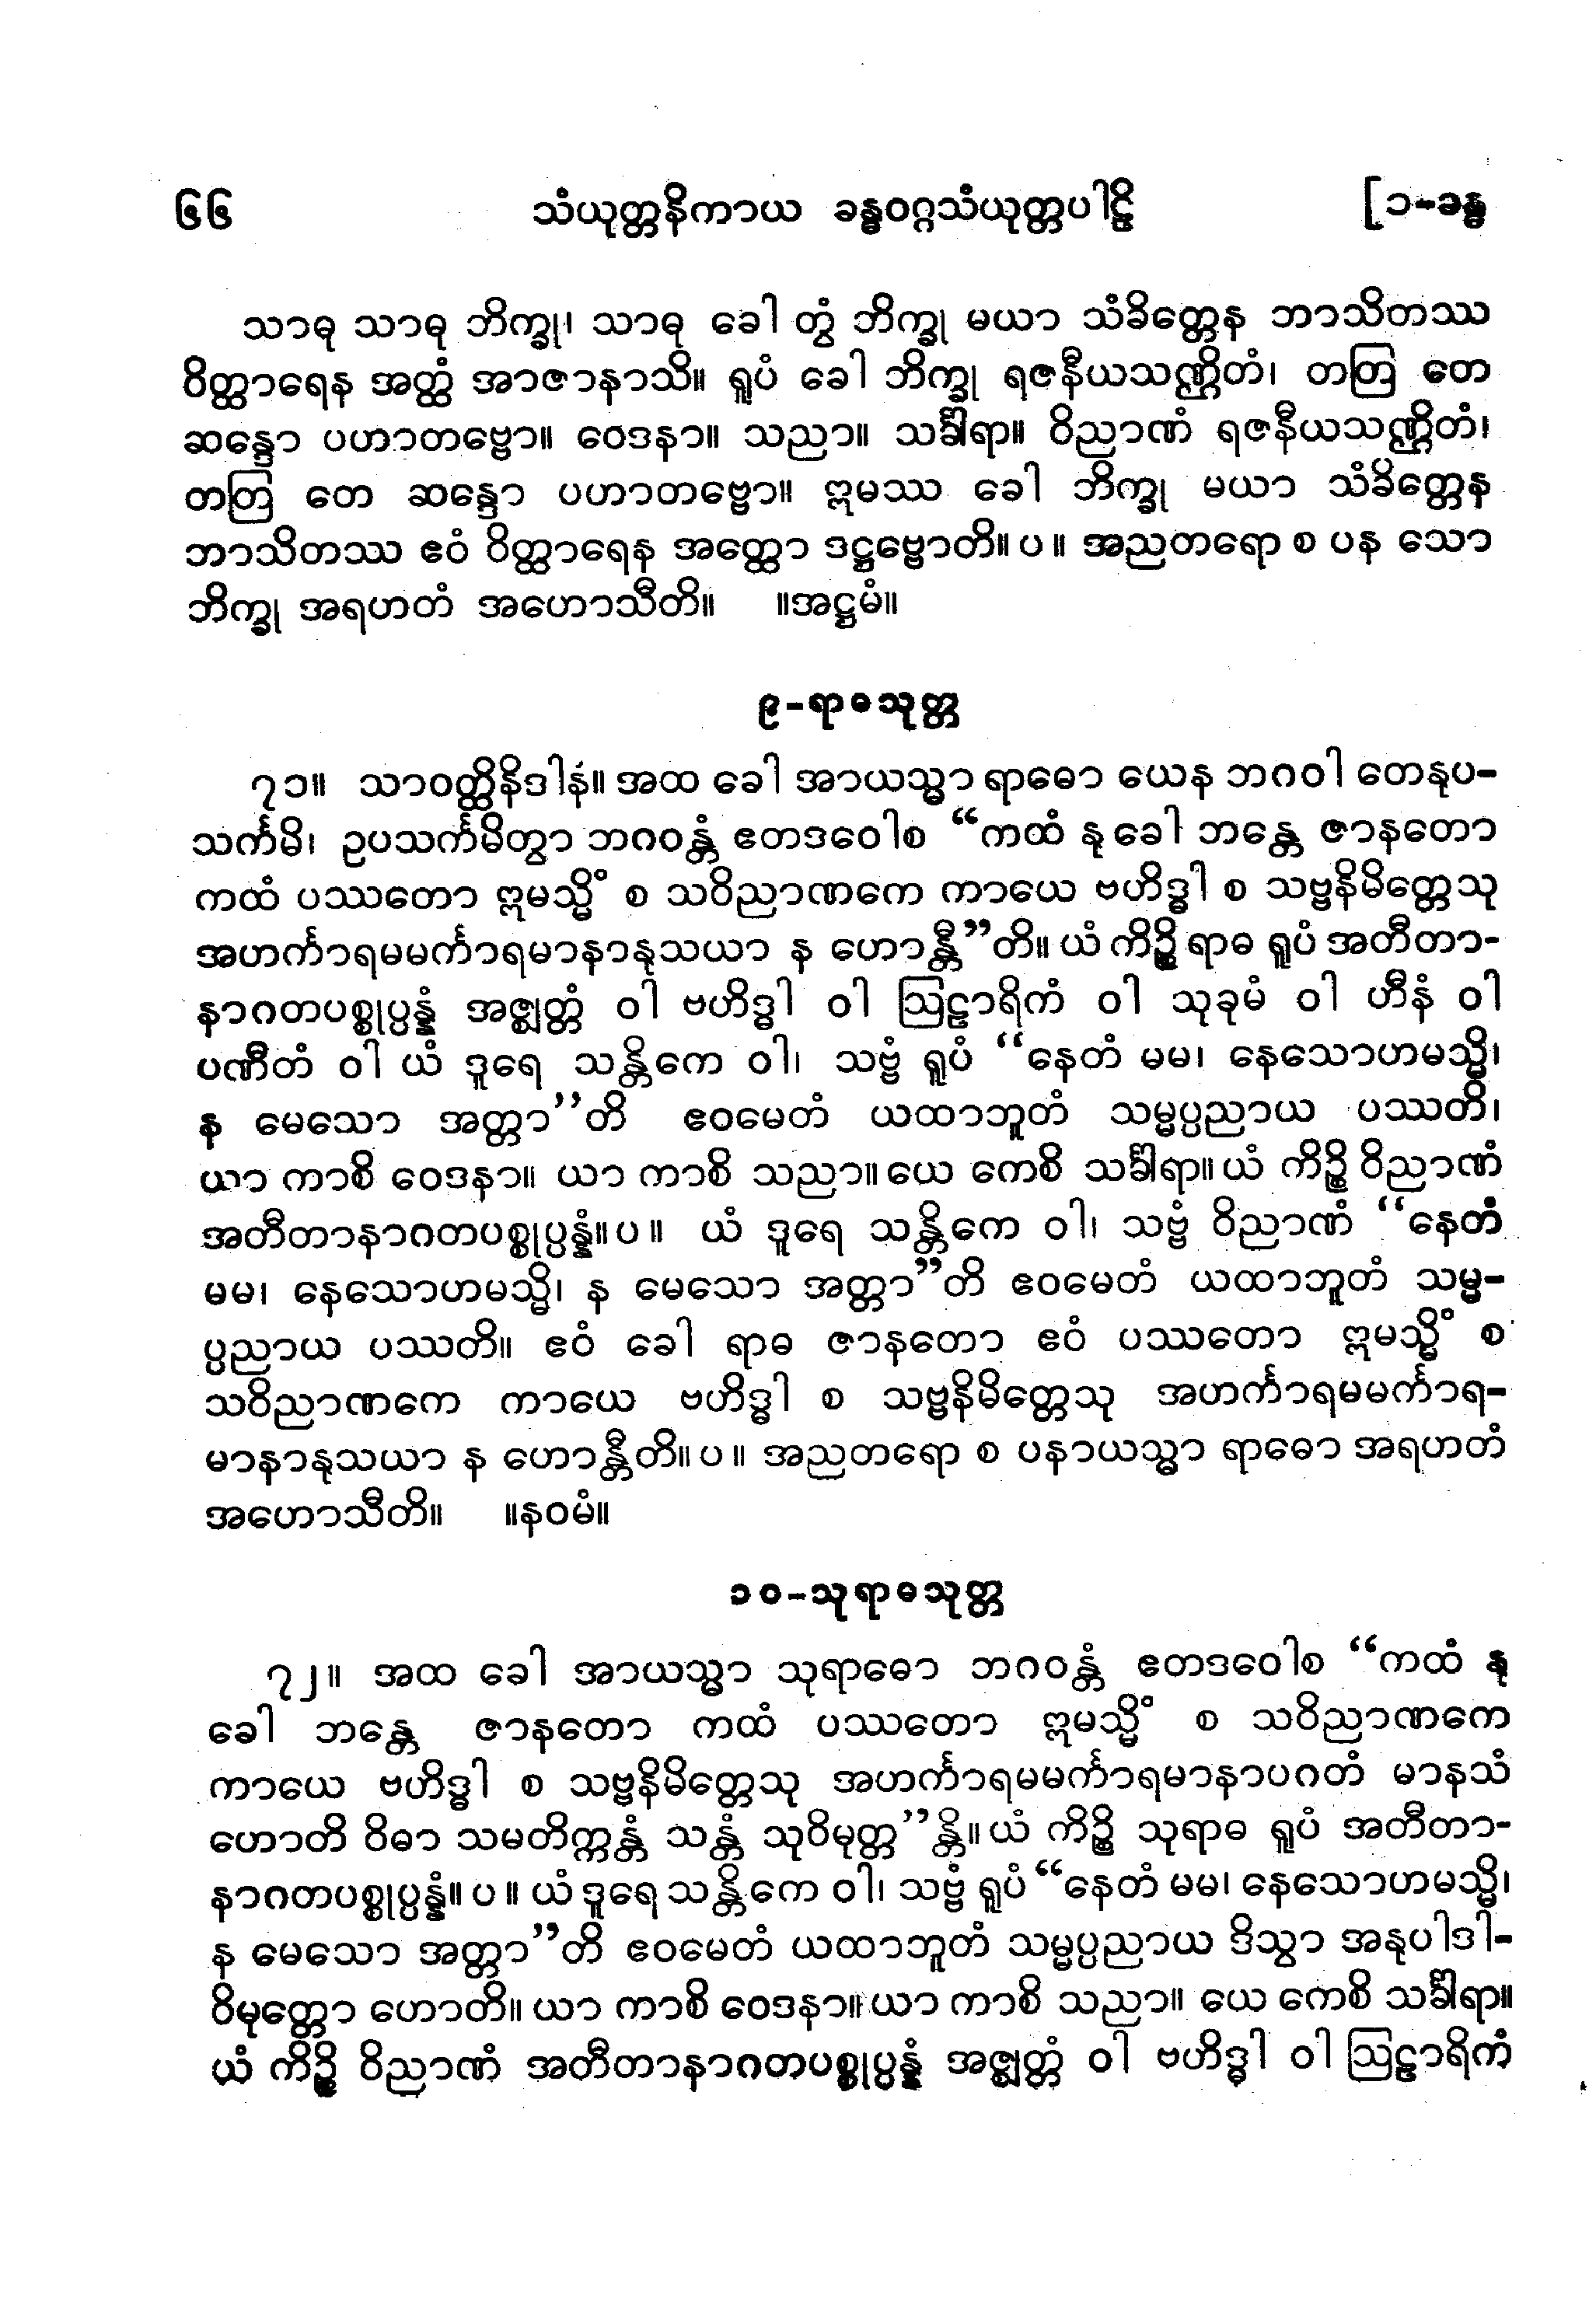 ၆၆ သံယုတ္တနိကာယ ခန္ဓဝဂ္ဂသံယုတ္တပါဠိ [၁-ခန္ဓ
သာဓု သာဓု ဘိက္ခု၊ သာဓု ခေါ တွံ ဘိက္ခု မယာ သံခိတ္တေန ဘာသိတဿ
ဝိတ္ထာရေန အတ္ထံ အာဇာနာသိ။ ရူပံ ခေါ ဘိက္ခု ရဇနီယသဏ္ဌိတံ၊ တတြ တေ
ဆန္ဒော ပဟာတဗ္ဗော။ ဝေဒနာ။ သညာ။ သင်္ခါရာ။ ဝိညာဏံ ရဇနီယသဏ္ဌိတံ၊
တတြ တေ ဆန္ဒော ပဟာတဗ္ဗော။ ဣမဿ ခေါ ဘိက္ခု မယာ သံခိတ္တေန
ဘာသိတဿ ဧဝံ ဝိတ္ထာရေန အတ္ထော ဒဋ္ဌဗ္ဗောတိ။ ပ ။ အညတရော စ ပန သော
ဘိက္ခု အရဟတံ အဟောသီတိ။ ။အဋ္ဌမံ။
၉-ရာဓသုတ္တ
၇၁။ သာဝတ္ထိနိဒါနံ။ အထ ခေါ အာယသ္မာ ရာဓော ယေန ဘဂဝါ တေနုပ-
သင်္ကမိ၊ ဥပသင်္ကမိတွာ ဘဂဝန္တံ ဧတဒဝေါစ “ကထံ နု ခေါ ဘန္တေ ဇာနတော
ကထံ ပဿတော ဣမသ္မိံ စ သဝိညာဏကေ ကာယေ ဗဟိဒ္ဓါ စ သဗ္ဗနိမိတ္တေသု
အဟင်္ကာရမမင်္ကာရမာနာနုသယာ န ဟောန္တီ”တိ။ ယံ ကိဉ္စိ ရာဓ ရူပံ အတီတာ-
နာဂတပစ္စုပ္ပန္နံ အဇ္ဈတ္တံ ဝါ ဗဟိဒ္ဓါ ဝါ ဩဠာရိကံ ဝါ သုခုမံ ဝါ ဟီနံ ဝါ
ပဏီတံ ဝါ ယံ ဒူရေ သန္တိကေ ဝါ၊ သဗ္ဗံ ရူပံ “နေတံ မမ၊ နေသောဟမသ္မိ၊
န မေသော အတ္တာ”တိ ဧဝမေတံ ယထာဘူတံ သမ္မပ္ပညာယ ပဿတိ၊
ယာ ကာစိ ဝေဒနာ။ ယာ ကာစိ သညာ။ ယေ ကေစိ သင်္ခါရာ။ ယံ ကိဉ္စိ ဝိညာဏံ
အတီတာနာဂတပစ္စုပ္ပန္နံ။ ပ ။ ယံ ဒူရေ သန္တိကေ ဝါ၊ သဗ္ဗံ ဝိညာဏံ “နေတံ
မမ၊ နေသောဟမသ္မိ၊ န မေသော အတ္တာ”တိ ဧဝမေတံ ယထာဘူတံ သမ္မ-
ပ္ပညာယ ပဿတိ။ ဧဝံ ခေါ ရာဓ ဇာနတော ဧဝံ ပဿတော ဣမသ္မိံ စ
သဝိညာဏကေ ကာယေ ဗဟိဒ္ဓါ စ သဗ္ဗနိမိတ္တေသု အဟင်္ကာရမမင်္ကာရ-
မာနာနုသယာ န ဟောန္တီတိ။ ပ ။ အညတရော စ ပနာယသ္မာ ရာဓော အရဟတံ
အဟောသီတိ။ ။နဝမံ။
၁၀-သုရာဓသုတ္တ
၇၂။ အထ ခေါ အာယသ္မာ သုရာဓော ဘဂဝန္တံ ဧတဒဝေါစ “ကထံ နု
ခေါ ဘန္တေ ဇာနတော ကထံ ပဿတော ဣမသ္မိံ စ သဝိညာဏကေ
ကာယေ ဗဟိဒ္ဓါ စ သဗ္ဗနိမိတ္တေသု အဟင်္ကာရမမင်္ကာရမာနာပဂတံ မာနသံ
ဟောတိ ဝိဓာ သမတိက္ကန္တံ သန္တံ သုဝိမုတ္တ”န္တိ။ ယံ ကိဉ္စိ သုရာဓ ရူပံ အတီတာ-
နာဂတပစ္စုပ္ပန္နံ။ ပ ။ ယံ ဒူရေ သန္တိကေ ဝါ၊ သဗ္ဗံ ရူပံ “နေတံ မမ၊ နေသောဟမသ္မိ၊
န မေသော အတ္တာ”တိ ဧဝမေတံ ယထာဘူတံ သမ္မပ္ပညာယ ဒိသွာ အနုပါဒါ-
ဝိမုတ္တော ဟောတိ။ ယာ ကာစိ ဝေဒနာ။ ယာ ကာစိ သညာ။ ယေ ကေစိ သင်္ခါရာ။
ယံ ကိဉ္စိ ဝိညာဏံ အတီတာနာဂတပစ္စုပ္ပန္နံ အဇ္ဈတ္တံ ဝါ ဗဟိဒ္ဓါ ဝါ ဩဠာရိကံ